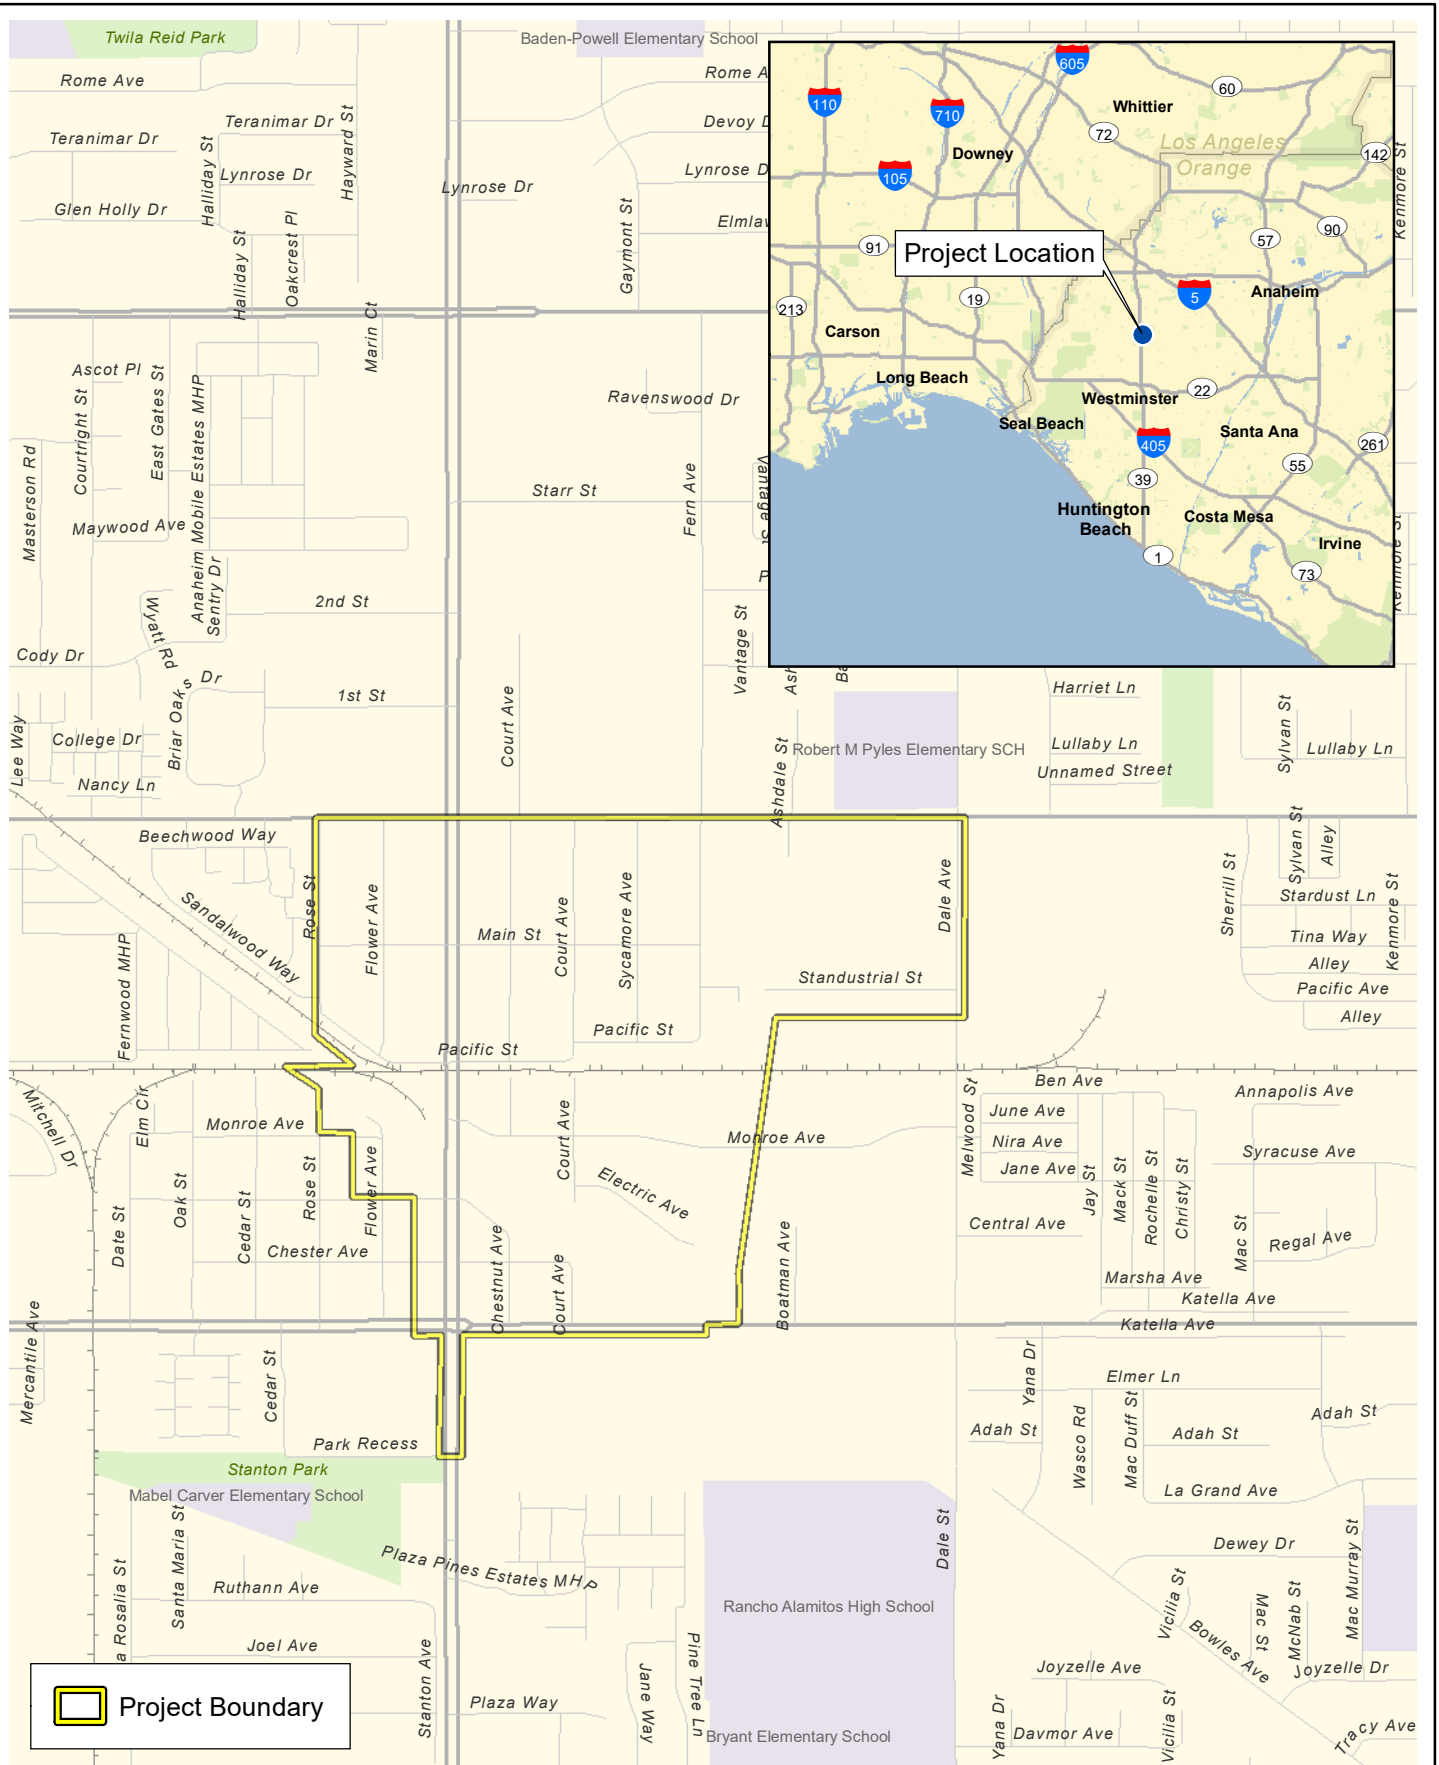 Twila Reid Park
Baden-Powell Elementary School
Rome Ave
Rome A
Teranimar Dr
Teranimar Dr
Devoy D
Halliday St
Hayward St
Lynrose Dr
Lynrose Dr
Lynrose D
Glen Holly Dr
Oakcrest Pl
Gaymont St
Elmlaw
Halliday St
Marin Ct
605
110
710
60
Whittier
72
Downey
Los Angeles
Orange
142
105
Kenmore St
91
57
90
Project Location
213
19
5
Anaheim
Carson
Long Beach
22
Westminster
Seal Beach
405
Santa Ana
261
55
39
Huntington
Beach
Costa Mesa
Irvine
1
73
Kenmore St
Ascot Pl
Courtright St
East Gates St
Anaheim Mobile Estates MHP
Ravenswood Dr
Masterson Rd
Starr St
Fern Ave
Vantage St
Maywood Ave
Sentry Dr
P
2nd St
Wyatt Rd
Cody Dr
Vantage St
Ash
Ba
Briar Oaks Dr
1st St
Court Ave
Harriet Ln
Lee Way
College Dr
Nancy Ln
Ashdale St
Robert M Pyles Elementary SCH
Lullaby Ln
Unnamed Street
Sylvan St
Lullaby Ln
Beechwood Way
Rose St
Sandalwood Way
Flower Ave
Main St
Court Ave
Sycamore Ave
Dale Ave
Standustrial St
Sherrill St
Sylvan St
Alley
Stardust Ln
Kenmore St
Tina Way
Alley
Pacific Ave
Alley
Fernwood MHP
Pacific St
Pacific St
Mitchell Dr
Elm Cir
Monroe Ave
Court Ave
Monroe Ave
Melwood St
Ben Ave
June Ave
Nira Ave
Jane Ave
Annapolis Ave
Syracuse Ave
Date St
Oak St
Cedar St
Rose St
Flower Ave
Electric Ave
Jay St
Mack St
Rochelle St
Christy St
Central Ave
Mac St
Regal Ave
Chester Ave
Chestnut Ave
Court Ave
Boatman Ave
Marsha Ave
Katella Ave
Katella Ave
Mercantile Ave
Cedar St
Yana Dr
Elmer Ln
Park Recess
Adah St
Wasco Rd
Mac Duff St
Adah St
Adah St
Stanton Park
Mabel Carver Elementary School
La Grand Ave
Santa Maria St
Dale St
Dewey Dr
Mac Murray St
a Rosalia St
Plaza Pines Estates MHP
Ruthann Ave
Rancho Alamitos High School
Vicilia St
Mac St
McNab St
Bowles Ave
Joel Ave
Stanton Ave
Jane Way
Pine Tree Ln
Joyzelle Ave
Joyzelle Dr
Project Boundary
Plaza Way
Bryant Elementary School
Yana Dr
Davmor Ave
Vicilia St
Tracy Ave